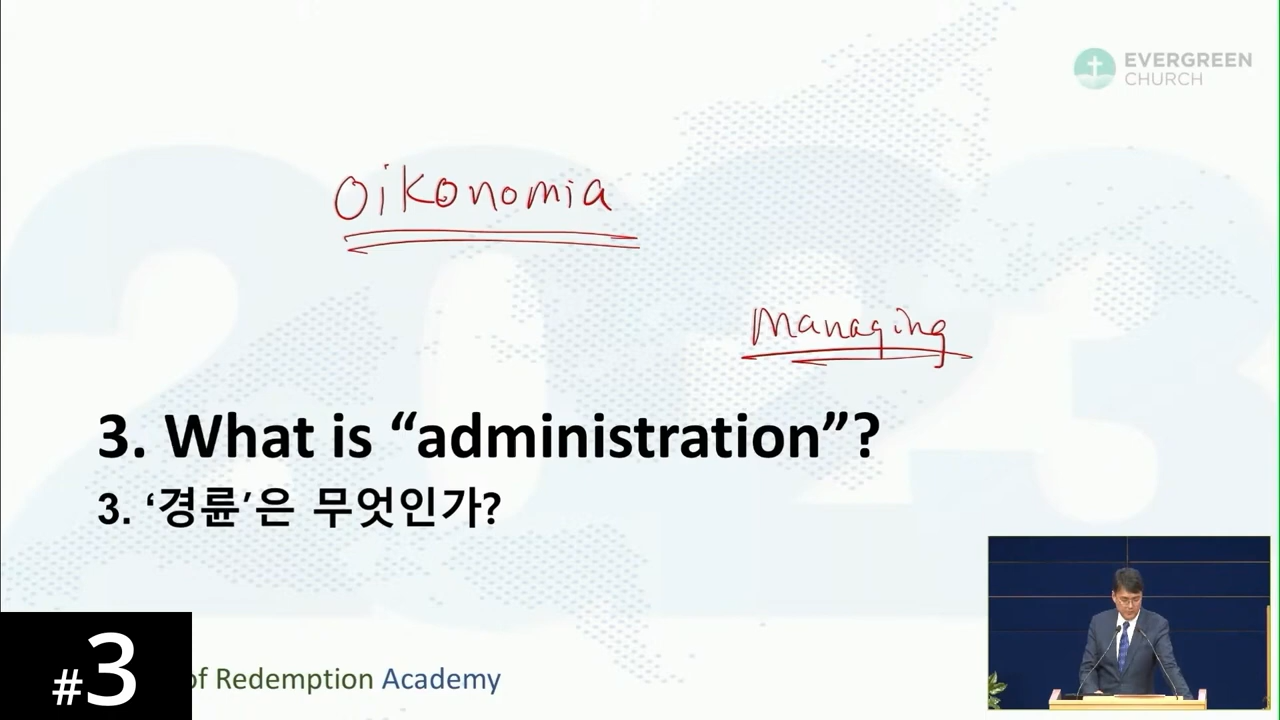 EVERGREEN
CHURCH
Oikonomia
Managing
3. What is “administration”?
3. ‘경륜’은 무엇인가?
#3
of Redemption Academy